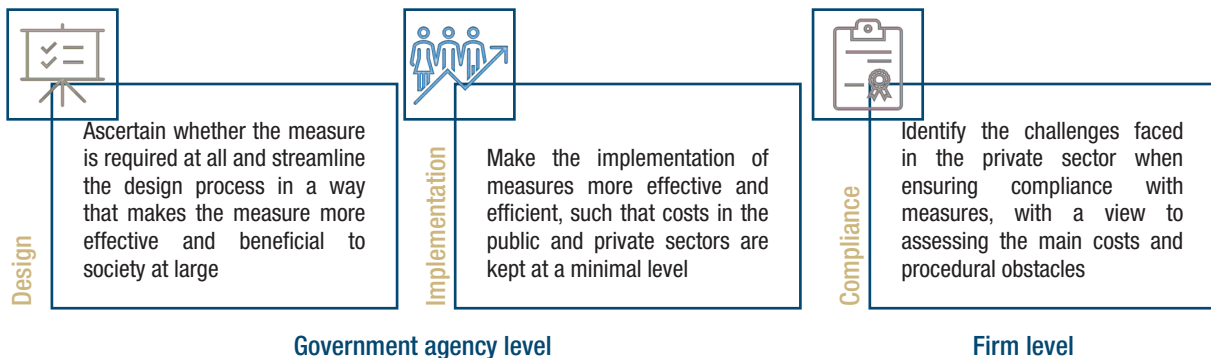 Design
Ascertain whether the measure
is required at all and streamline
the design process in a way
that makes the measure more
effective and beneficial to
society at large
Implementation
Make the implementation of
measures more effective and
efficient, such that costs in the
public and private sectors are
kept at a minimal level
Compliance
Identify the challenges faced
in the private sector when
ensuring compliance with
measures, with a view to
assessing the main costs and
procedural obstacles
Government agency level
Firm level